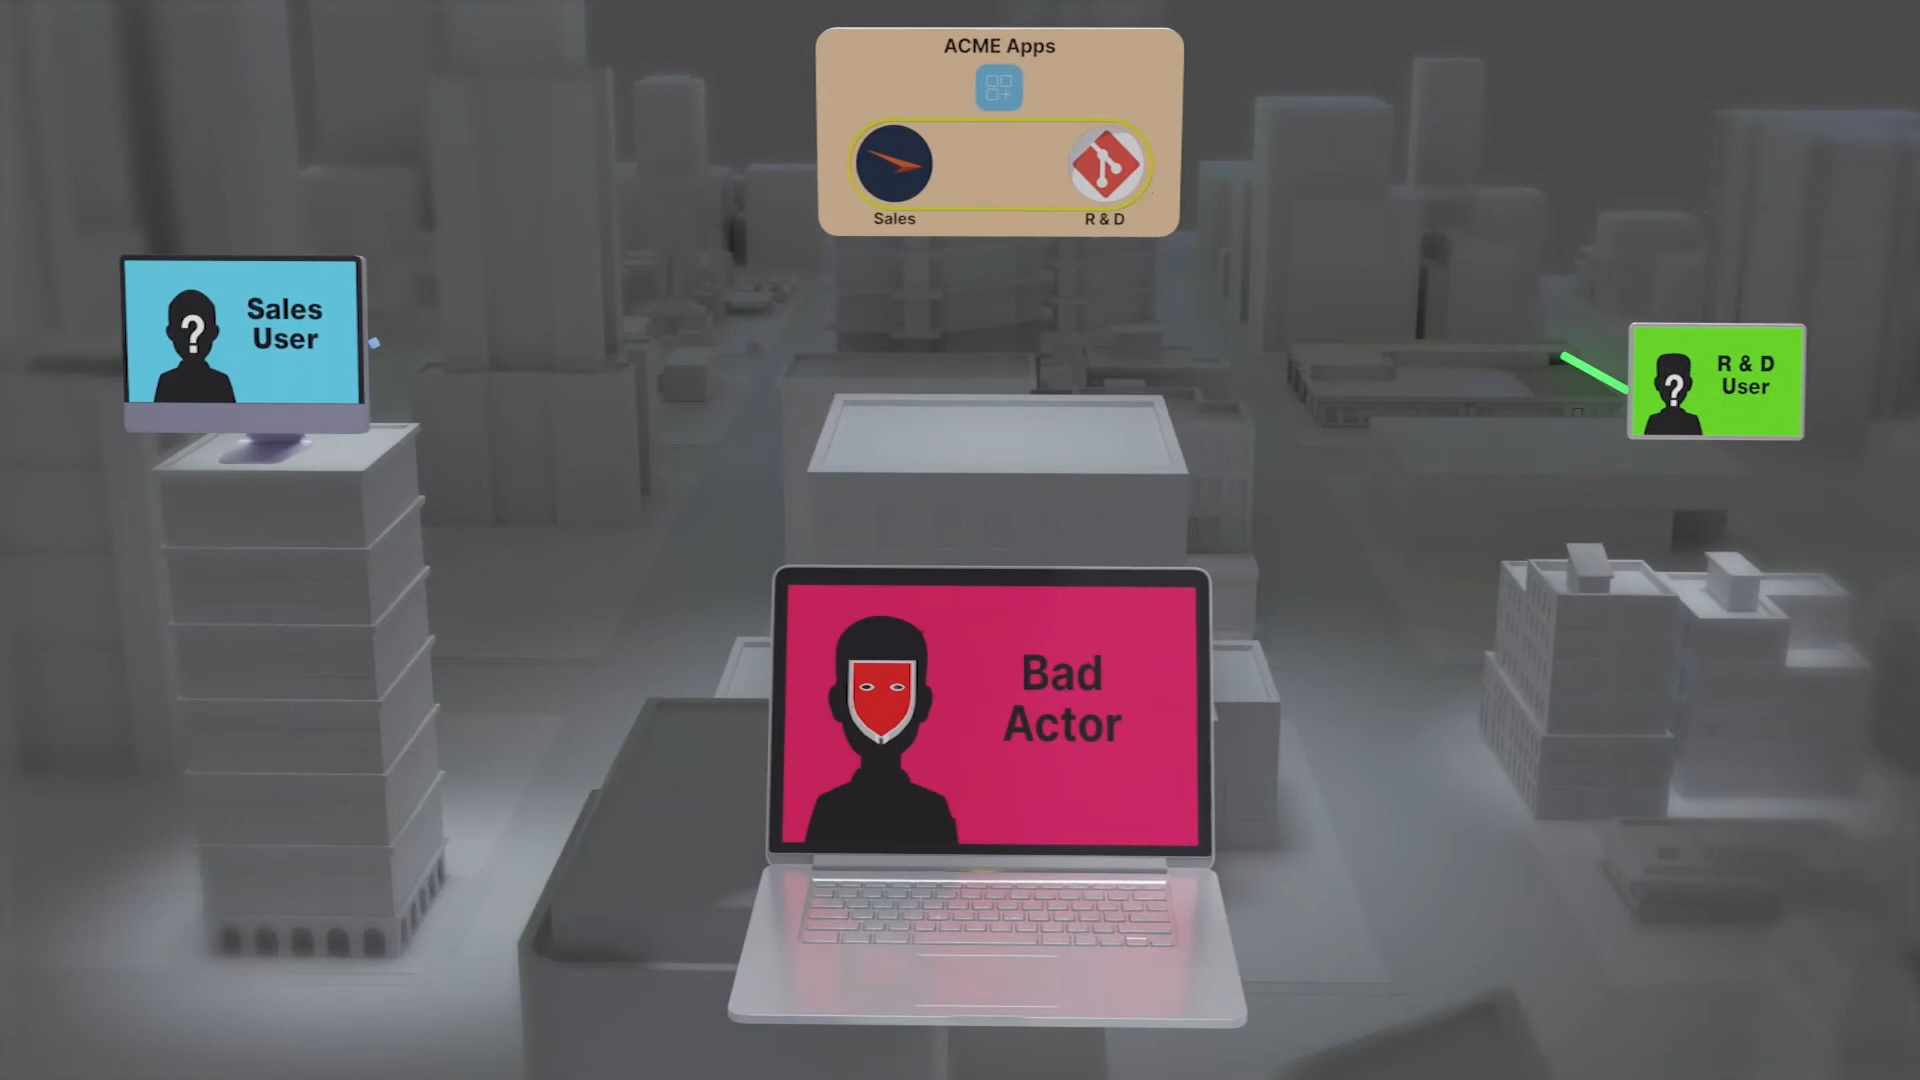 ACME Apps
Sales
R & D
Sales
User
?
R & D
User
?
Bad
Actor